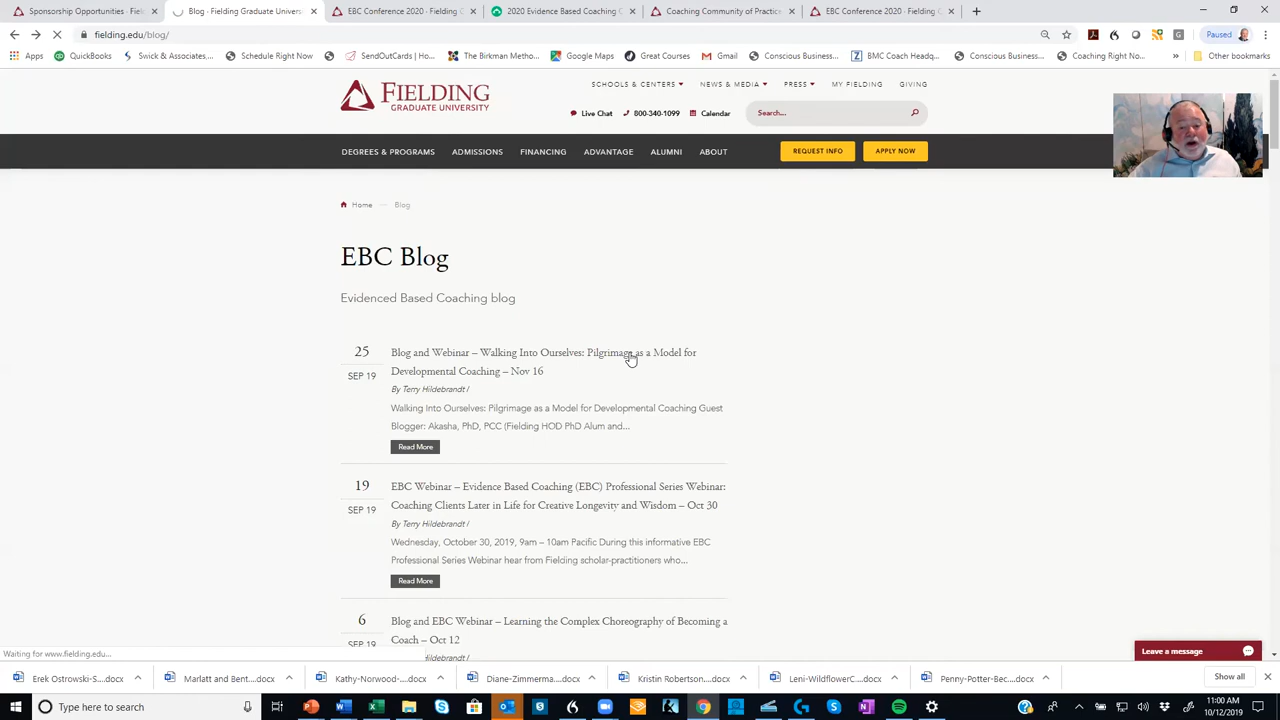 Sponsorship Opportunities - Fiel
Blog - Fielding Graduate Univers
EBC Conference 2020 - Fielding G
2020 Evidence Based Coaching C
Coaching Community of Practice
EBC Conference 2020 - Fielding G
fielding.edu/blog/
Paused
Apps
QuickBooks
Swick & Associates,...
Schedule Right Now
SendOutCards | Ho...
The Birkman Metho...
Google Maps
Great Courses
Gmail
Conscious Business...
BMC Coach Headq...
Conscious Business...
Coaching Right No...
»
Other bookmarks
FIELDING
GRADUATE UNIVERSITY
SCHOOLS & CENTERS
NEWS & MEDIA
PRESS
MY FIELDING
GIVING
Live Chat
800-340-1099
Calendar
Search...
DEGREES & PROGRAMS
ADMISSIONS
FINANCING
ADVANTAGE
ALUMNI
ABOUT
REQUEST INFO
APPLY NOW
Home
Blog
EBC Blog
Evidenced Based Coaching blog
25
SEP 19
Blog and Webinar – Walking Into Ourselves: Pilgrimage as a Model for
Developmental Coaching – Nov 16
By Terry Hildebrandt /
Walking Into Ourselves: Pilgrimage as a Model for Developmental Coaching Guest
Blogger: Akasha, PhD, PCC (Fielding HOD PhD Alum and...
Read More
19
SEP 19
EBC Webinar – Evidence Based Coaching (EBC) Professional Series Webinar:
Coaching Clients Later in Life for Creative Longevity and Wisdom – Oct 30
By Terry Hildebrandt /
Wednesday, October 30, 2019, 9am – 10am Pacific During this informative EBC
Professional Series Webinar hear from Fielding scholar-practitioners who...
Read More
6
SEP 19
Blog and EBC Webinar – Learning the Complex Choreography of Becoming a
Coach – Oct 12
ildebrandt /
Waiting for www.fielding.edu...
Leave a message
Erek Ostrowski-S....docx
Marlatt and Bent....docx
Kathy-Norwood-....docx
Diane-Zimmerma....docx
Kristin Robertson....docx
Leni-WildflowerC....docx
Penny-Potter-Bec....docx
Show all
Type here to search
11:00 AM
10/12/2019